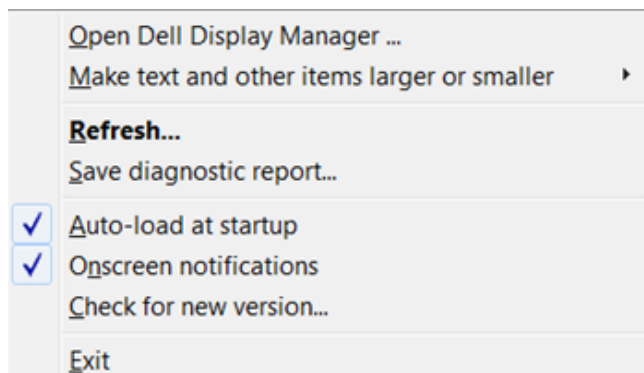 Open Dell Display Manager ...
Make text and other items larger or smaller
Refresh...
Save diagnostic report...
Auto-load at startup
Onscreen notifications
Check for new version...
Exit